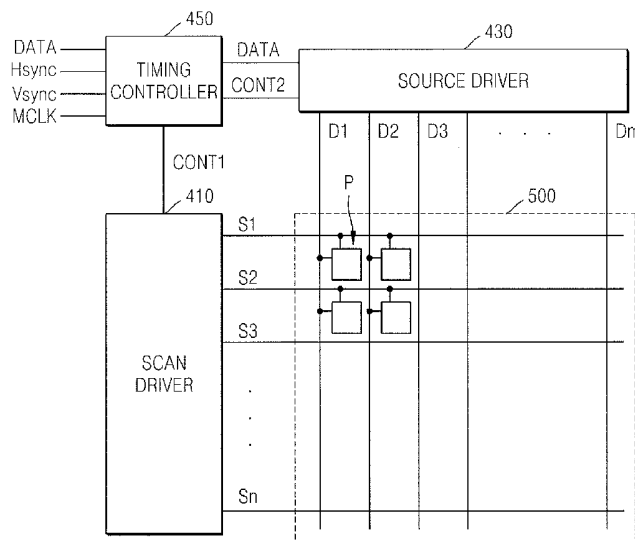 450
DATA
Hsync
Vsync
MCLK
TIMING
CONTROLLER
DATA
CONT2
430
SOURCE DRIVER
D1 D2 D3 . . . Dm
CONT1
410
P
500
S1
S2
S3
SCAN
DRIVER
.
.
.
Sn